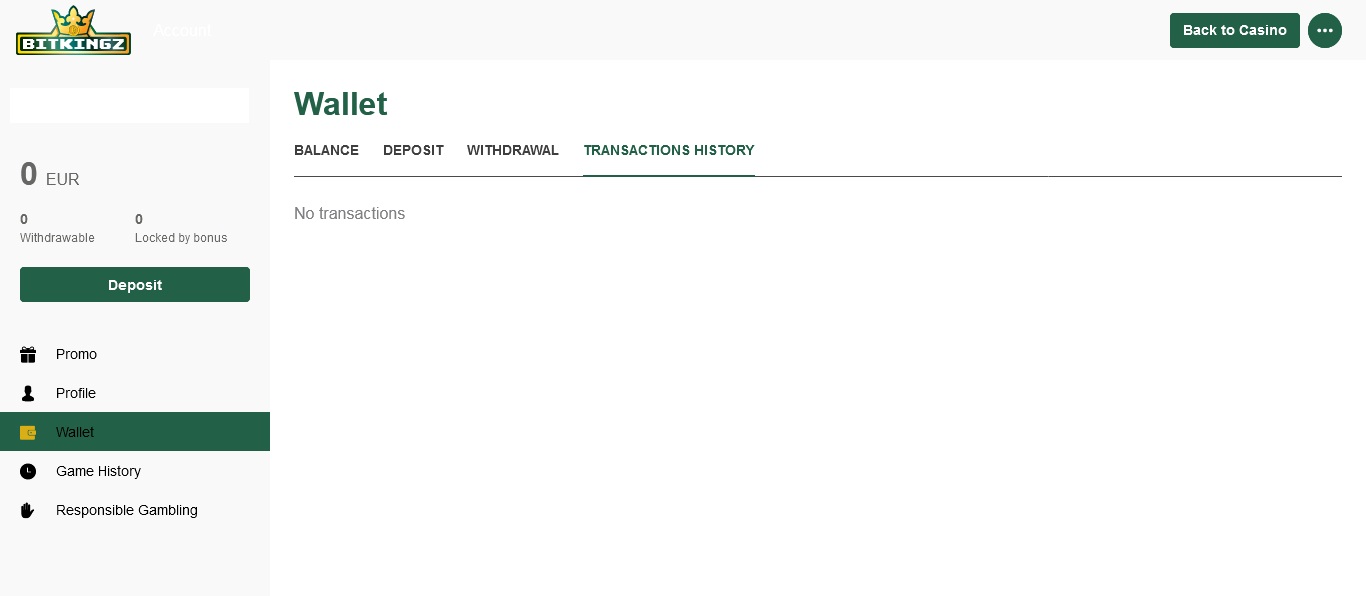 BITKINGZ
Account
Back to Casino
0 EUR
0
Withdrawable
0
Locked by bonus
Deposit
Promo
Profile
Wallet
Game History
Responsible Gambling
Wallet
BALANCE DEPOSIT WITHDRAWAL TRANSACTIONS HISTORY
No transactions